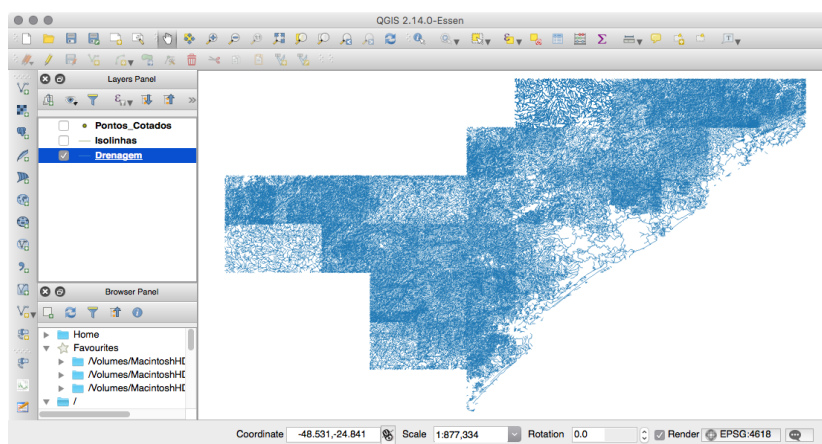 QGIS 2.14.0-Essen
Layers Panel
Pontos_Cotados
Isolinhas
Drenagem
Browser Panel
Home
Favourites
/Volumes/MacintoshHD
/Volumes/MacintoshHD
/Volumes/MacintoshHD
/
Coordinate -48.531,-24.841 Scale 1:877,334 Rotation 0.0 Render EPSG:4618